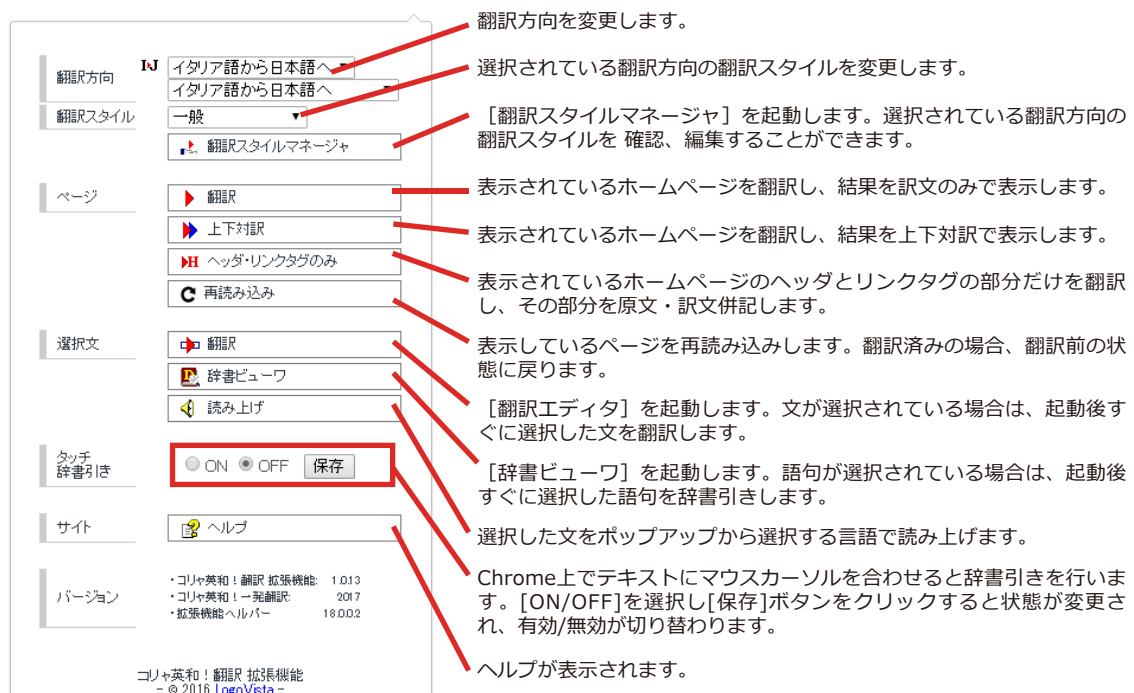 翻訳方向を変更します。
翻訳方向
I▸J
イタリア語から日本語へ
イタリア語から日本語へ
選択されている翻訳方向の翻訳スタイルを変更します。
翻訳スタイル
一般
［翻訳スタイルマネージャ］を起動します。選択されている翻訳方向の
翻訳スタイルを 確認、編集することができます。
翻訳スタイルマネージャ
ページ
翻訳
表示されているホームページを翻訳し、結果を訳文のみで表示します。
上下対訳
表示されているホームページを翻訳し、結果を上下対訳で表示します。
H ヘッダ・リンクタグのみ
表示されているホームページのヘッダとリンクタグの部分だけを翻訳
し、その部分を原文・訳文併記します。
再読み込み
表示しているページを再読み込みします。翻訳済みの場合、翻訳前の状
態に戻ります。
選択文
翻訳
［翻訳エディタ］を起動します。文が選択されている場合は、起動後す
ぐに選択した文を翻訳します。
辞書ビューワ
［辞書ビューワ］を起動します。語句が選択されている場合は、起動後
すぐに選択した語句を辞書引きします。
読み上げ
選択した文をポップアップから選択する言語で読み上げます。
タッチ
辞書引き
ON OFF 保存
Chrome上でテキストにマウスカーソルを合わせると辞書引きを行いま
す。[ON/OFF]を選択し[保存]ボタンをクリックすると状態が変更さ
れ、有効/無効が切り替わります。
サイト
ヘルプ
ヘルプが表示されます。
バージョン
・コリャ英和！翻訳 拡張機能: 1.0.13
・コリャ英和！一発翻訳: 2017
・拡張機能ヘルパー 18.0.0.2
コリャ英和！翻訳 拡張機能
- © 2016 LogoVista -